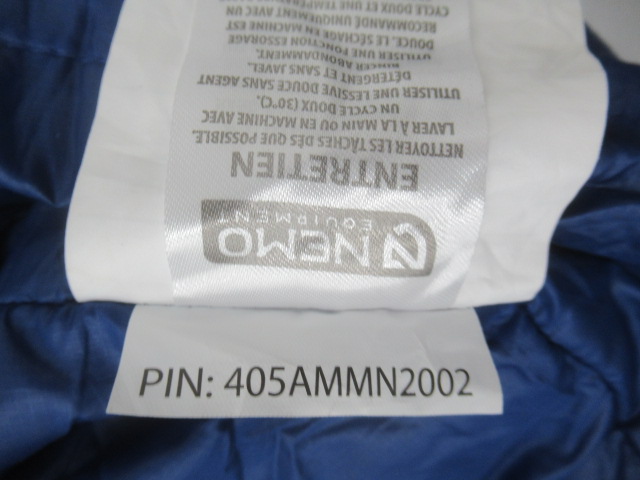 NEMO
EQUIPMENT
ENTRETIEN
NETTOYER LES TÂCHES DÈS QUE POSSIBLE.
LAVER À LA MAIN OU EN MACHINE AVEC
UN CYCLE DOUX (30°C).
UTILISER UNE LESSIVE DOUCE SANS AGENT
DÉTERGENT ET SANS JAVEL.
RINCER ABONDAMMENT.
UTILISER UNE FONCTION ESSORAGE
DOUCE. LE SÉCHAGE EN MACHINE EST
RECOMMANDÉ UNIQUEMENT AVEC UN
CYCLE DOUX ET UNE
PIN: 405AMMN2002